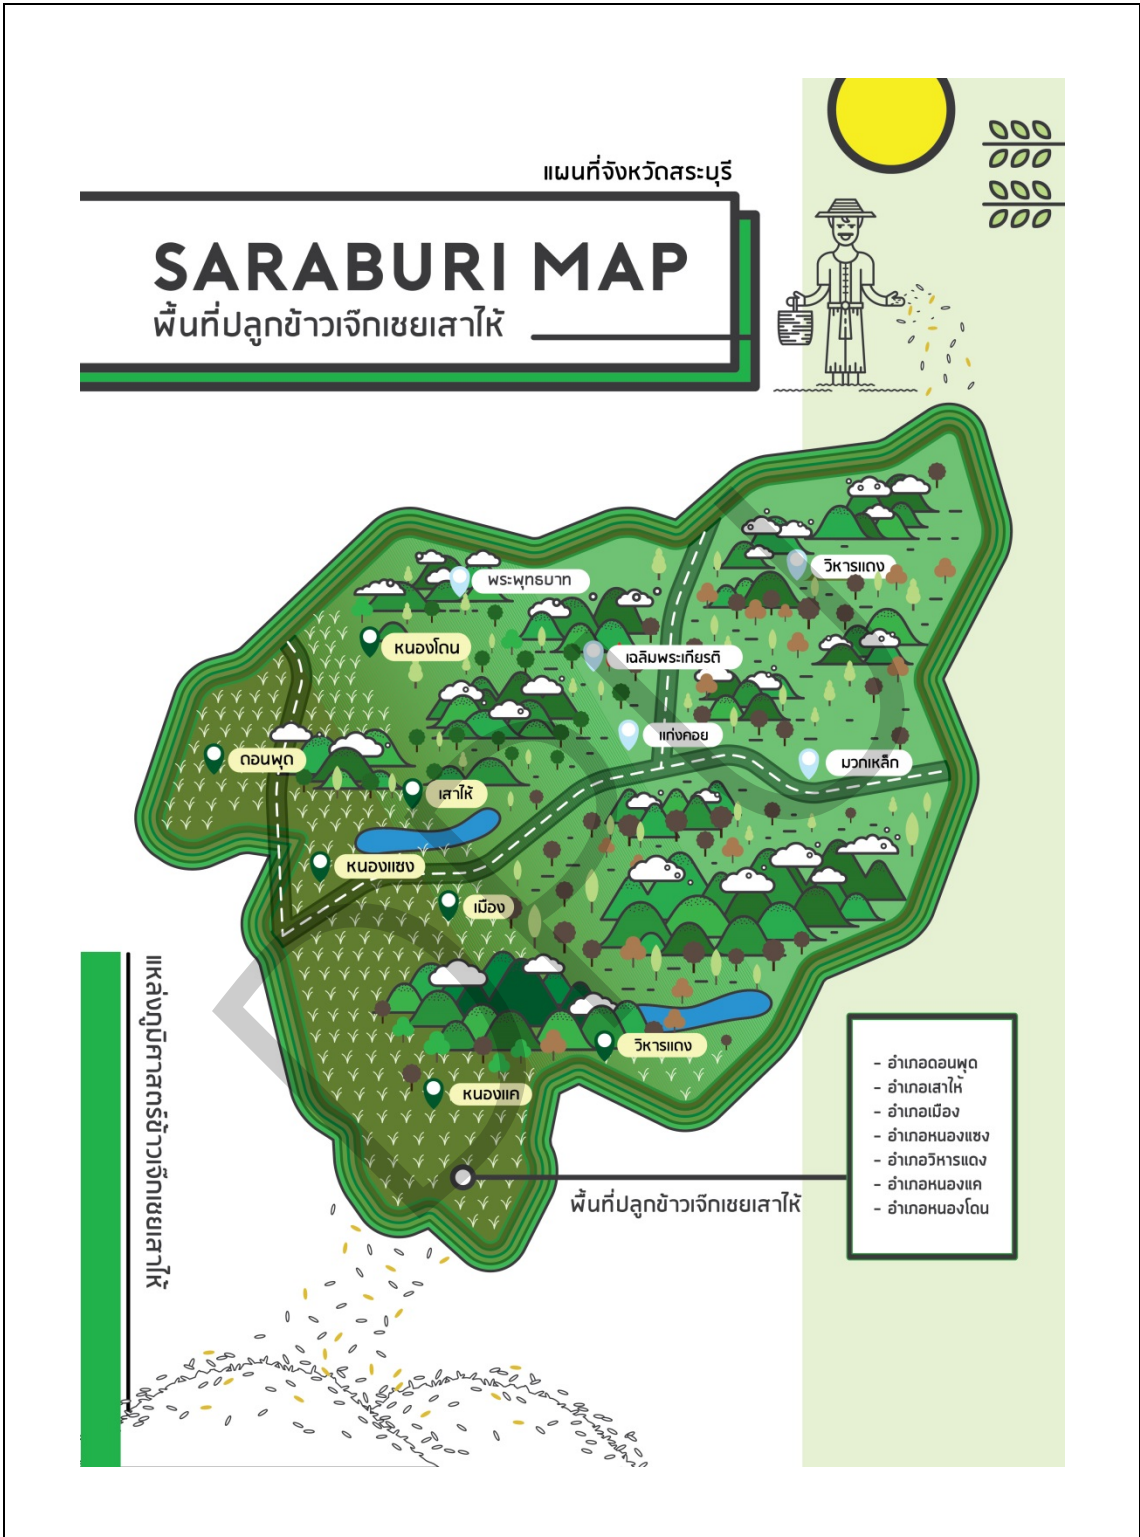 แผนที่จังหวัดสระบุรี
SARABURI MAP
พื้นที่ปลูกข้าวเจ๊กเชยเสาไห้
วิหารแดง
พระพุทธบาท
หนองโดน
เฉลิมพระเกียรติ
แก่งคอย
ดอนพุด
มวกเหล็ก
เสาไห้
หนองแซง
เมือง
วิหารแดง
หนองแค
แหล่งภูมิศาสตร์ข้าวเจ๊กเชยเสาไห้
- อำเภอดอนพุด
- อำเภอเสาไห้
- อำเภอเมือง
- อำเภอหนองแซง
- อำเภอวิหารแดง
- อำเภอหนองแค
- อำเภอหนองโดน
พื้นที่ปลูกข้าวเจ๊กเชยเสาไห้